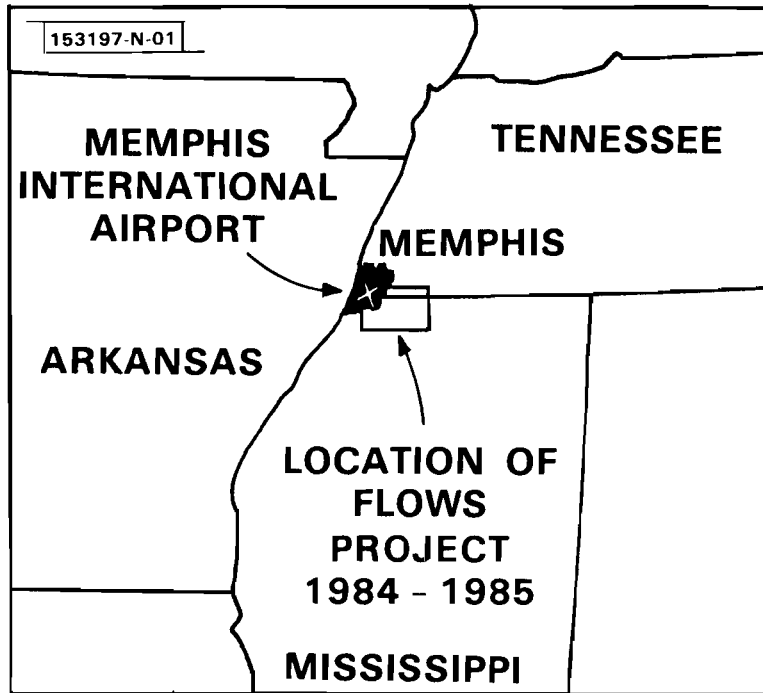 153197-N-01
MEMPHIS
INTERNATIONAL
AIRPORT
TENNESSEE
MEMPHIS
ARKANSAS
LOCATION OF
FLOWS
PROJECT
1984 - 1985
MISSISSIPPI